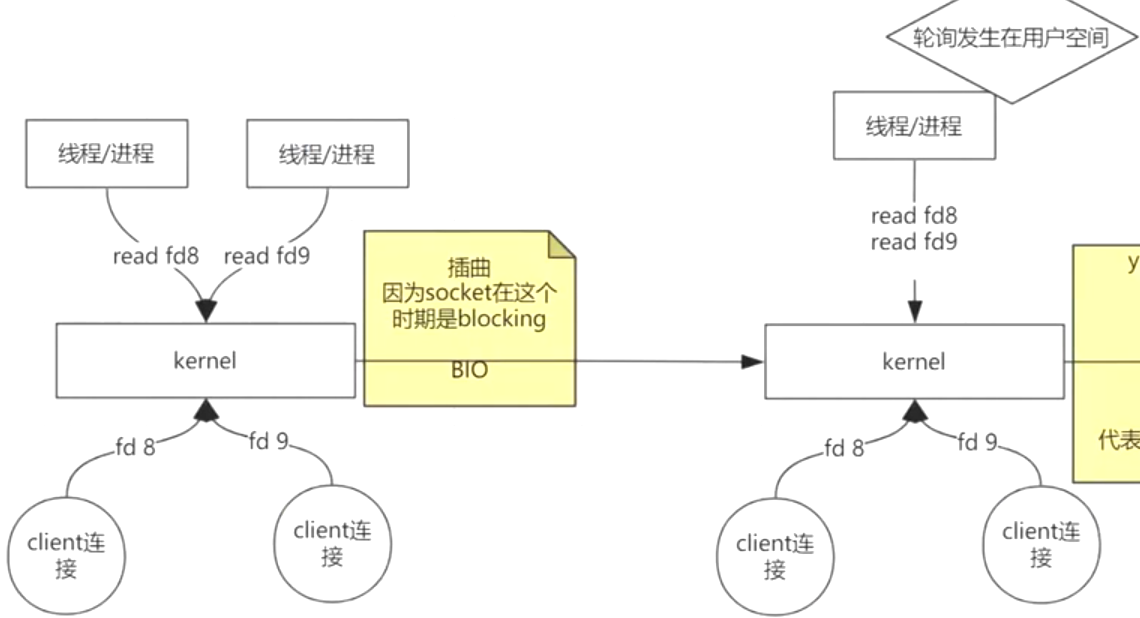 轮询发生在用户空间
线程/进程
线程/进程
线程/进程
read fd8
read fd9
read fd8
read fd9
插曲
因为socket在这个
时期是blocking
BIO
y
kernel
kernel
fd 8
fd 9
fd 8
fd 9
代表
client连
接
client连
接
client连
接
client连
接